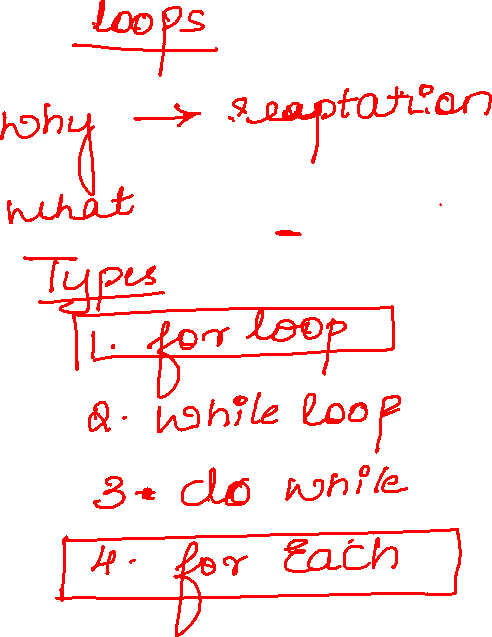 Loops
why → reaptation
what
Types
1. for loop
2. while loop
3. do while
4. for Each